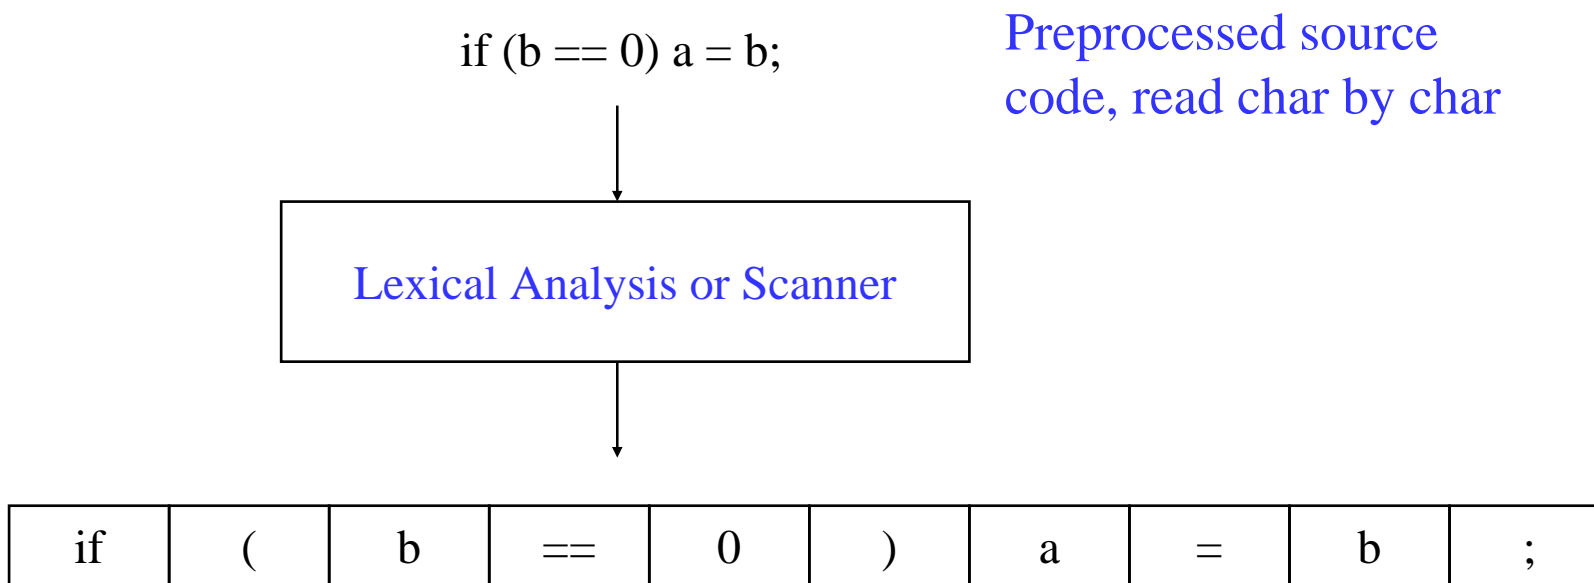 if (b == 0) a = b;
Preprocessed source
code, read char by char
Lexical Analysis or Scanner
if ( b == 0 ) a = b ;